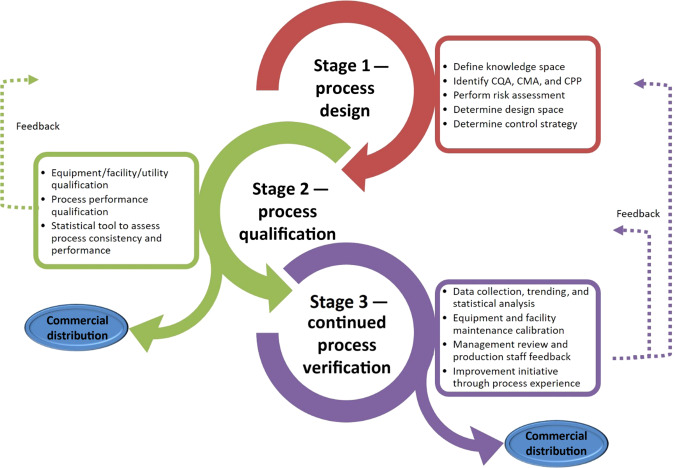 Stage 1 —
process
design
• Define knowledge space
• Identify CQA, CMA, and CPP
• Perform risk assessment
• Determine design space
• Determine control strategy
Feedback
• Equipment/facility/utility
qualification
• Process performance
qualification
• Statistical tool to assess
process consistency and
performance
Stage 2 —
process
qualification
Feedback
Commercial
distribution
Stage 3 —
continued
process
verification
• Data collection, trending, and
statistical analysis
• Equipment and facility
maintenance calibration
• Management review and
production staff feedback
• Improvement initiative
through process experience
Commercial
distribution